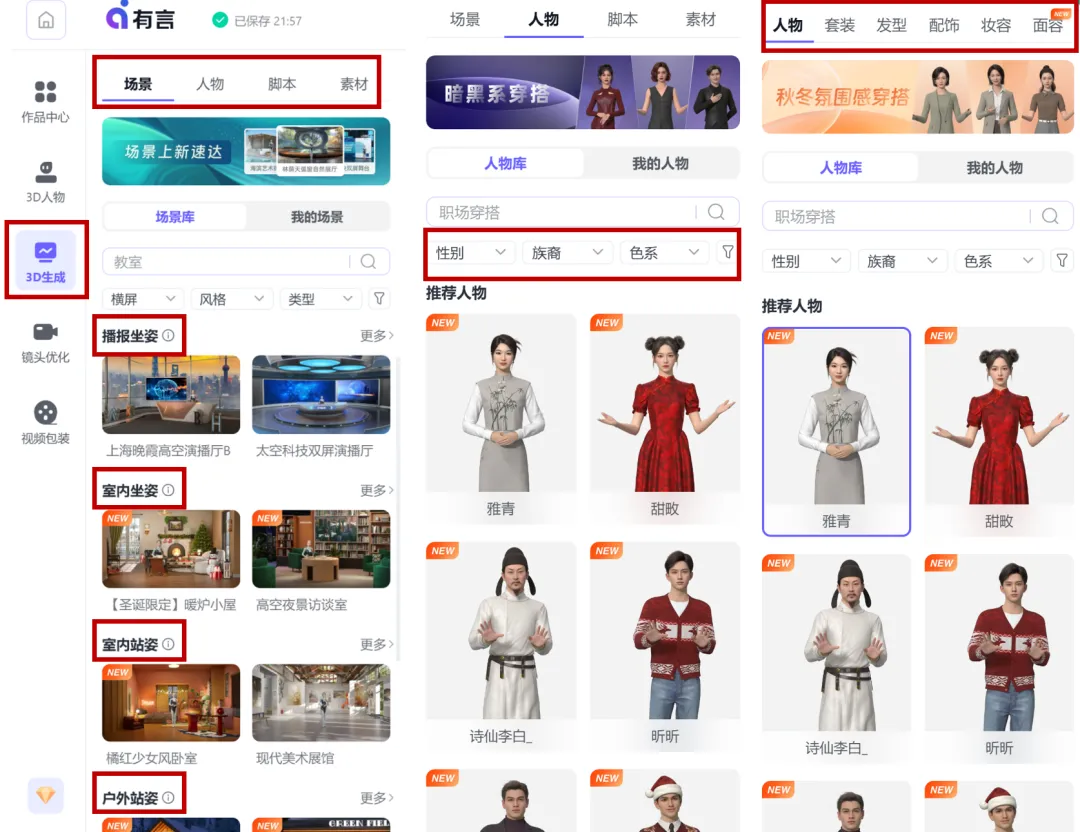 有言
已保存 21:57
作品中心
3D人物
3D生成
镜头优化
视频包装
场景 人物 脚本 素材
场景上新速达
场景库 我的场景
教室
横屏 风格 类型
播报坐姿 更多
上海晚霞高空演播厅B 太空科技双屏演播厅
室内坐姿 更多
NEW NEW
【圣诞限定】暖炉小屋 高空夜景访谈室
室内站姿 更多
NEW
橘红少女风卧室 现代美术展馆
户外站姿 更多
NEW NEW
GREEN FIEL
场景 人物 脚本 素材
暗黑系穿搭
人物库 我的人物
职场穿搭
性别 族裔 色系
推荐人物
NEW NEW
雅青 甜畋
NEW NEW
诗仙李白_ 昕昕
NEW NEW
人物 套装 发型 配饰 妆容 面容
NEW
秋冬氛围感穿搭
人物库 我的人物
职场穿搭
性别 族裔 色系
推荐人物
NEW NEW
雅青 甜畋
NEW NEW
诗仙李白_ 昕昕
NEW NEW